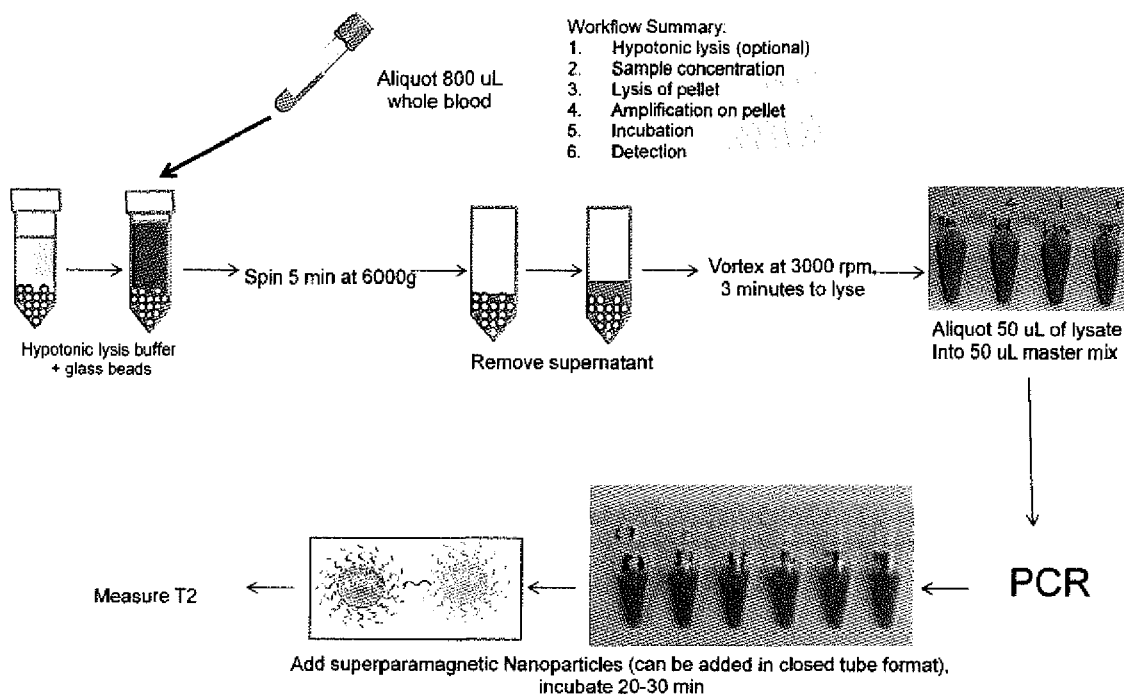 Workflow Summary:
1. Hypotonic lysis (optional)
2. Sample concentration
3. Lysis of pellet
4. Amplification on pellet
5. Incubation
6. Detection
Aliquot 800 uL
whole blood
Hypotonic lysis buffer
+ glass beads
Spin 5 min at 6000g
Remove supernatant
Vortex at 3000 rpm,
3 minutes to lyse
Aliquot 50 uL of lysate
Into 50 uL master mix
PCR
Add superparamagnetic Nanoparticles (can be added in closed tube format),
incubate 20-30 min
Measure T2